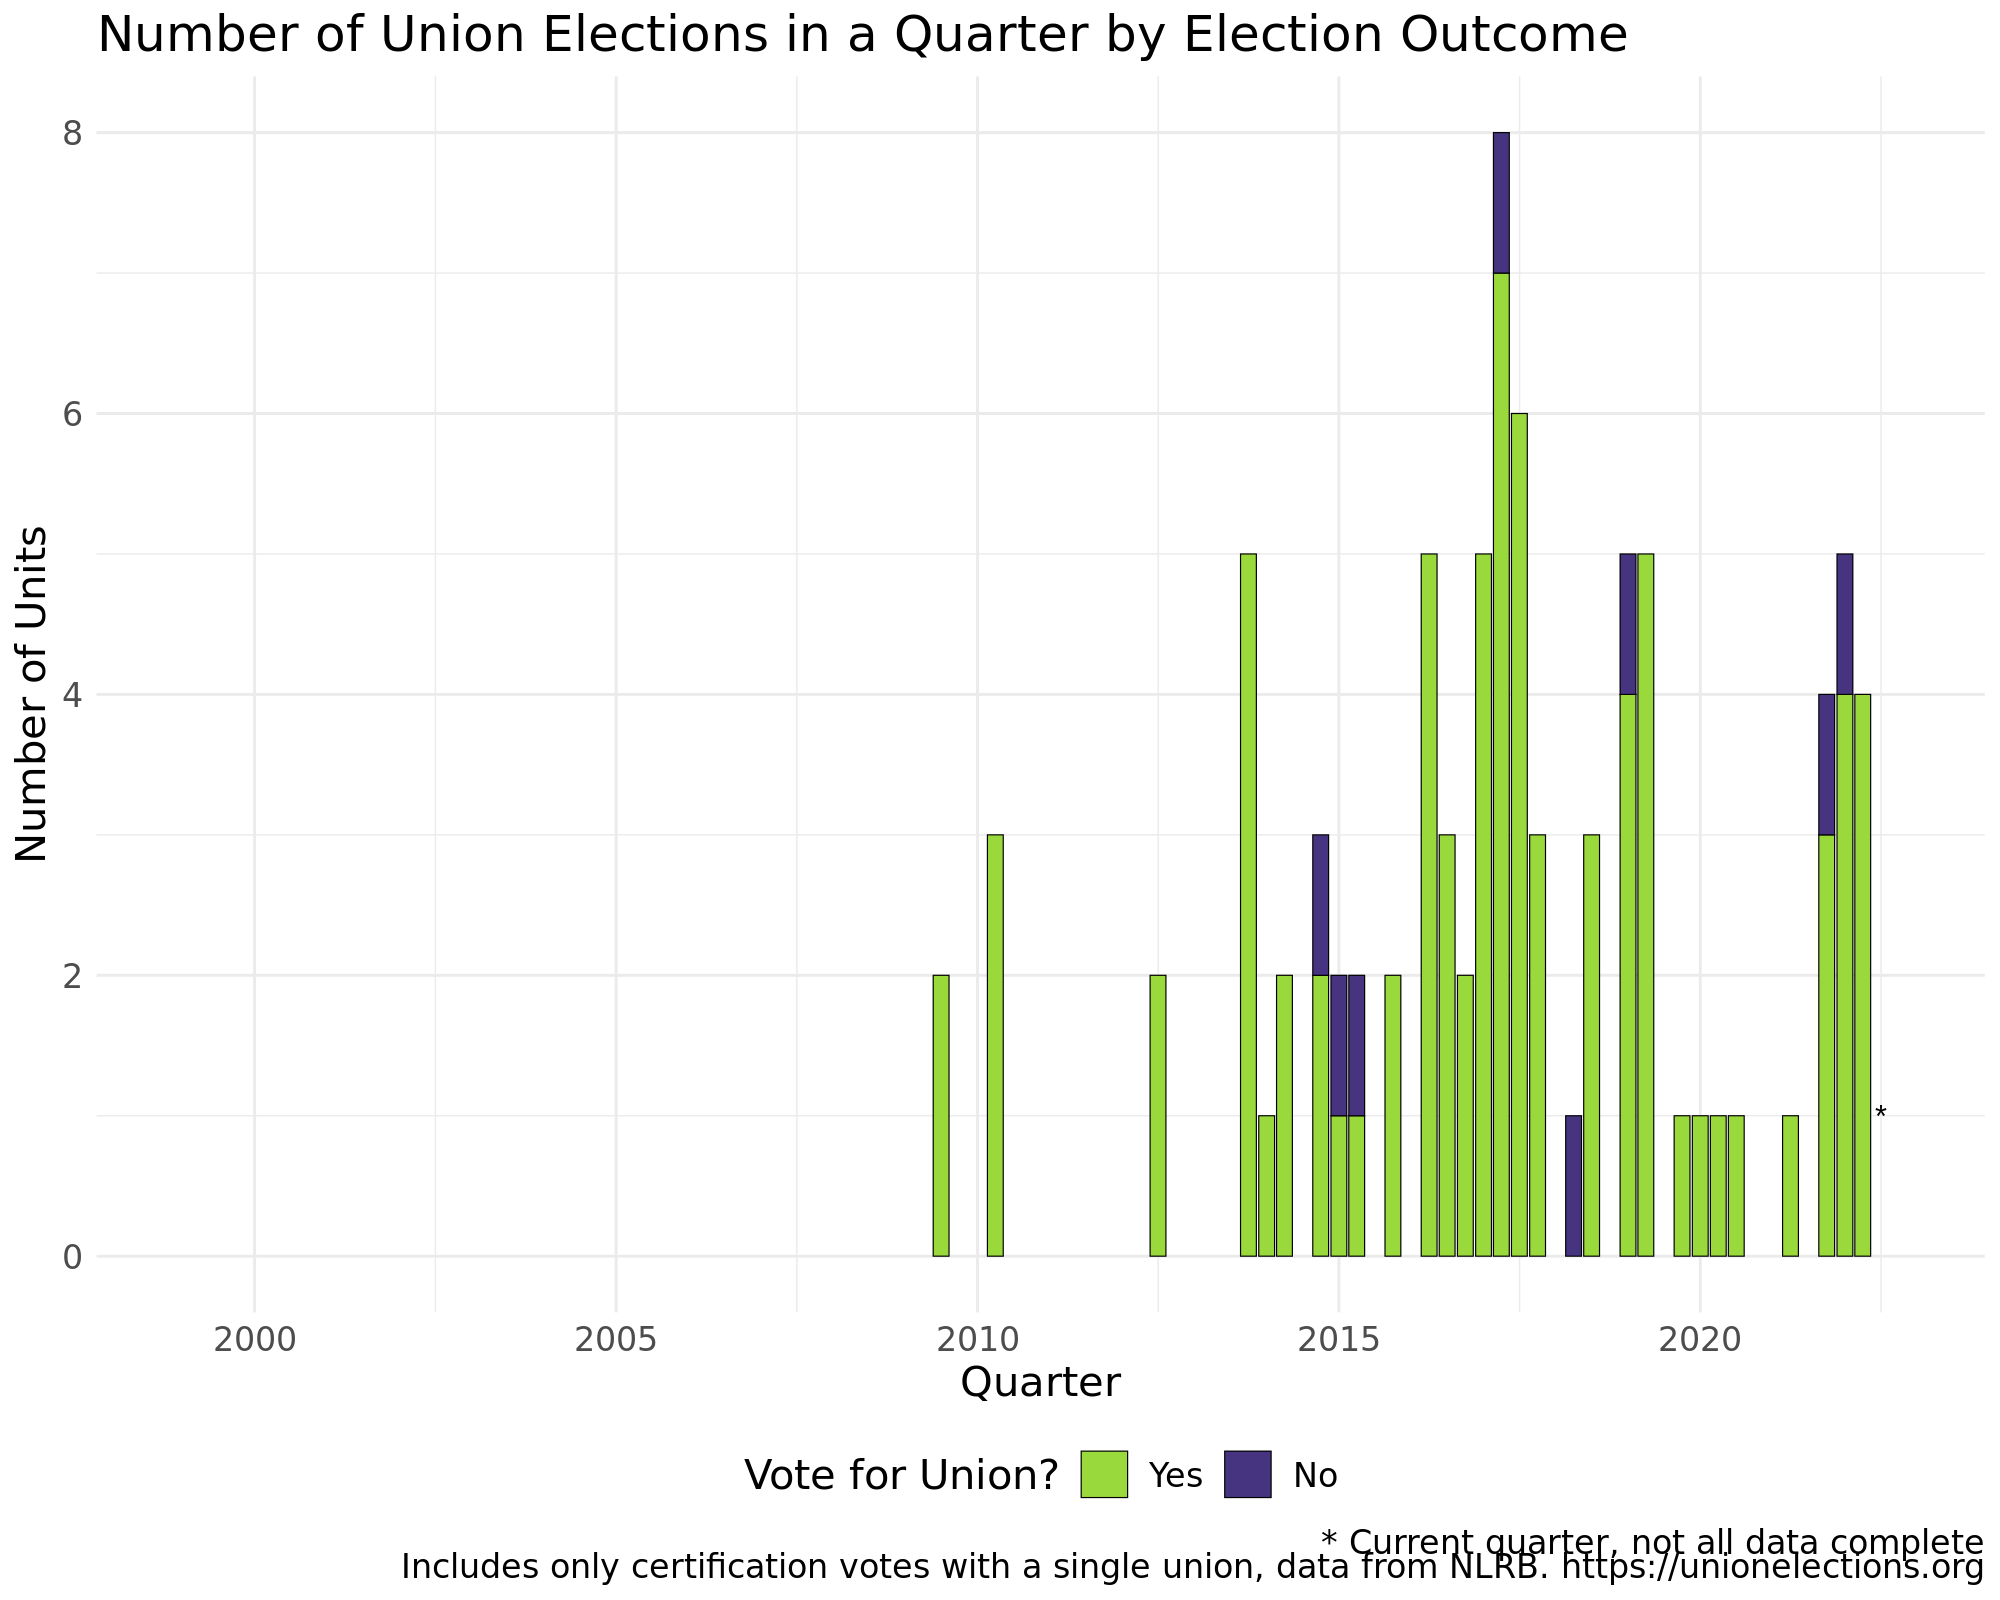 Number of Union Elections in a Quarter by Election Outcome
Number of Units
8
6
4
2
0
*
2000 2005 2010 2015 2020
Quarter
Vote for Union? Yes No
* Current quarter, not all data complete
Includes only certification votes with a single union, data from NLRB. https://unionelections.org